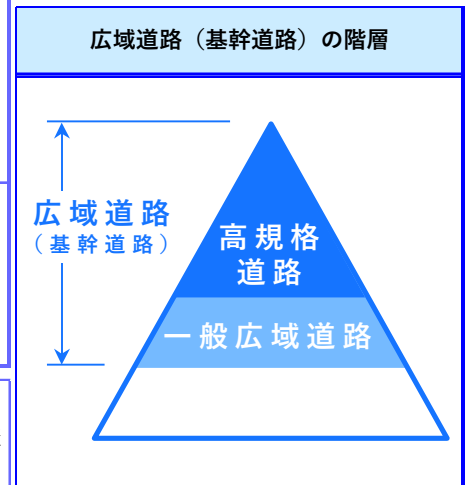 広域道路（基幹道路）の階層
広域道路
（基幹道路）
高規格
道路
一般広域道路